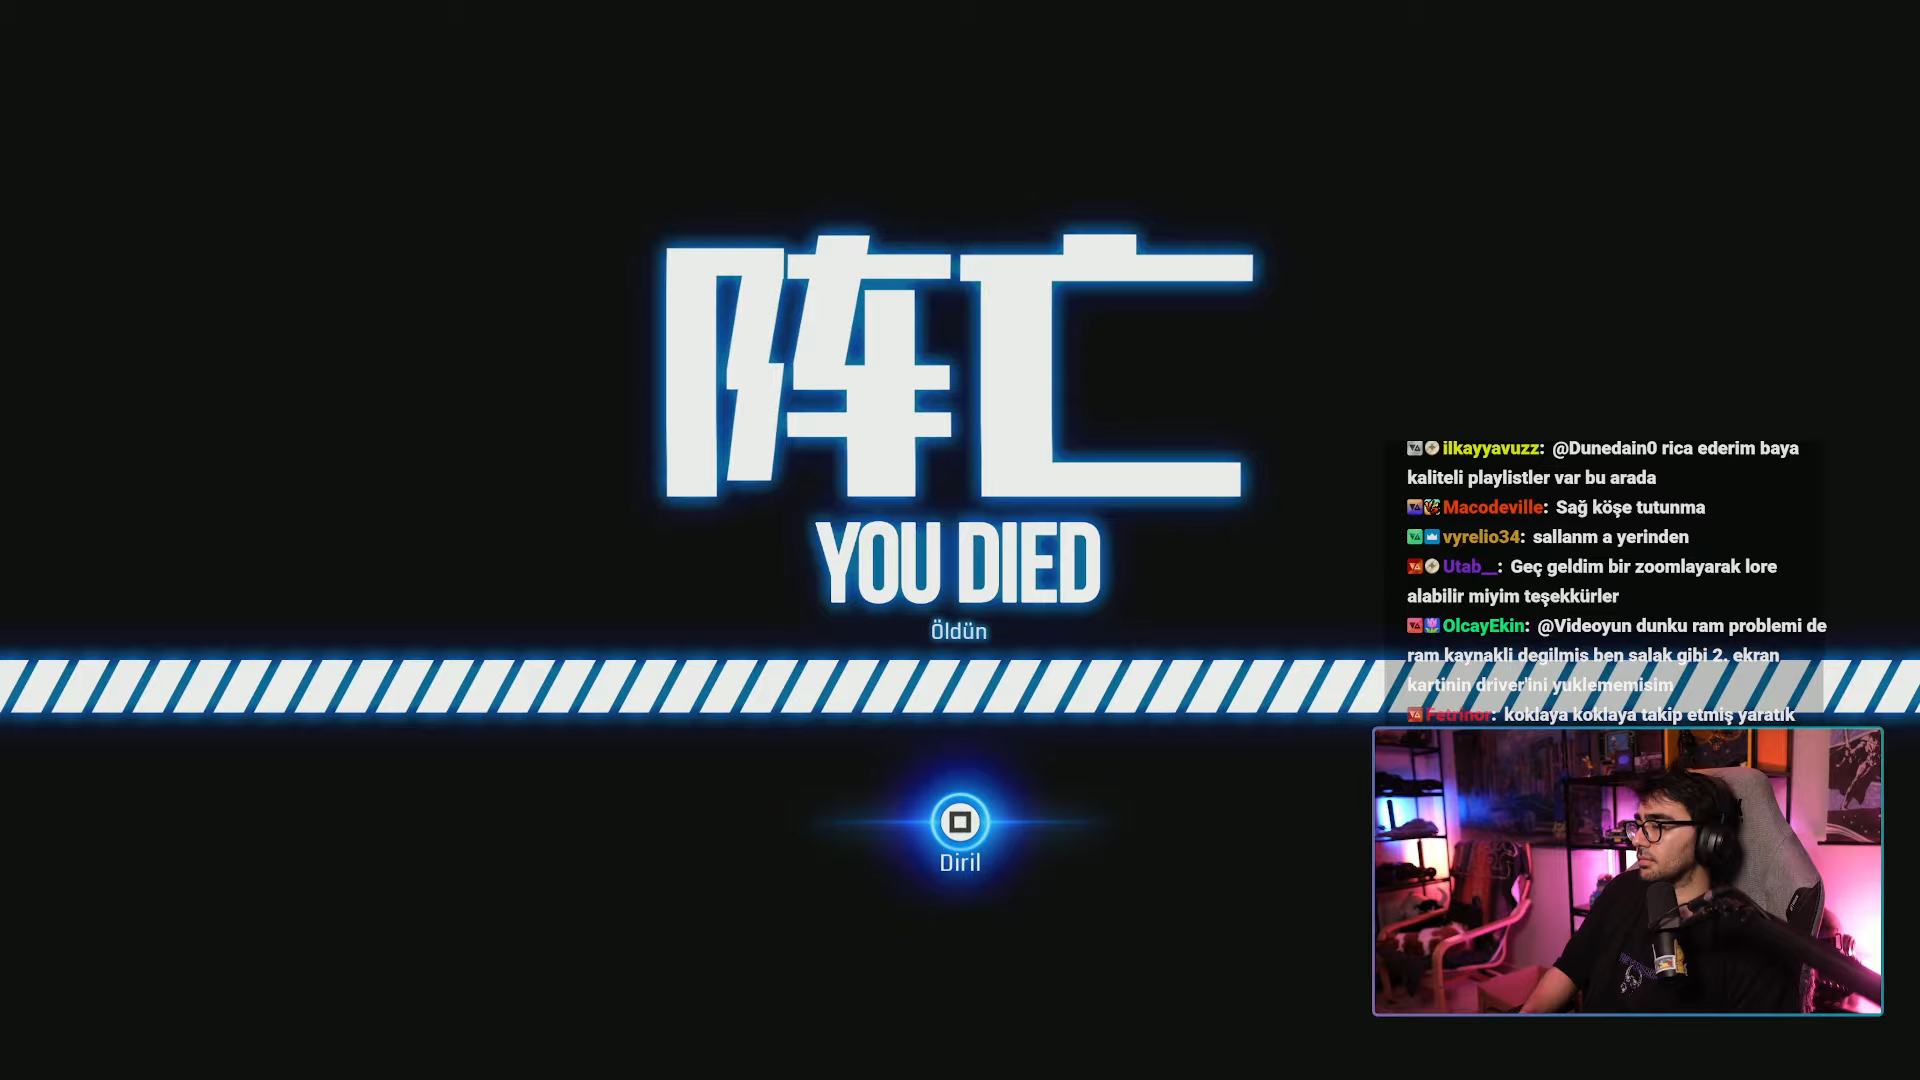 阵亡
YOU DIED
Öldün
Diril
ilkayyavuzz: @Dunedain0 rica ederim baya
kaliteli playlistler var bu arada
Macodeville: Sağ köşe tutunma
vyrelio34: sallanm a yerinden
Utab__: Geç geldim bir zoomlayarak lore
alabilir miyim teşekkürler
OlcayEkin: @Videoyun dunku ram problemi de
ram kaynakli degilmis ben salak gibi 2. ekran
kartinin driver'ini yuklememisim
Fetrinor: koklaya koklaya takip etmiş yaratık